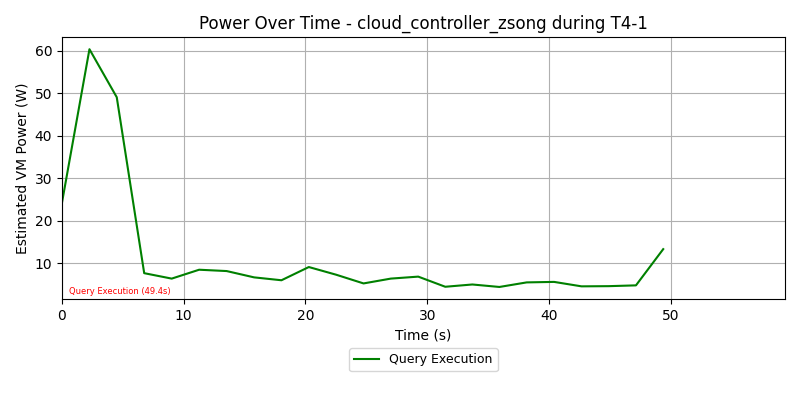 Power Over Time - cloud_controller_zsong during T4-1
Estimated VM Power (W)
60
50
40
30
20
10
Query Execution (49.4s)
0
10
20
30
40
50
Time (s)
Query Execution